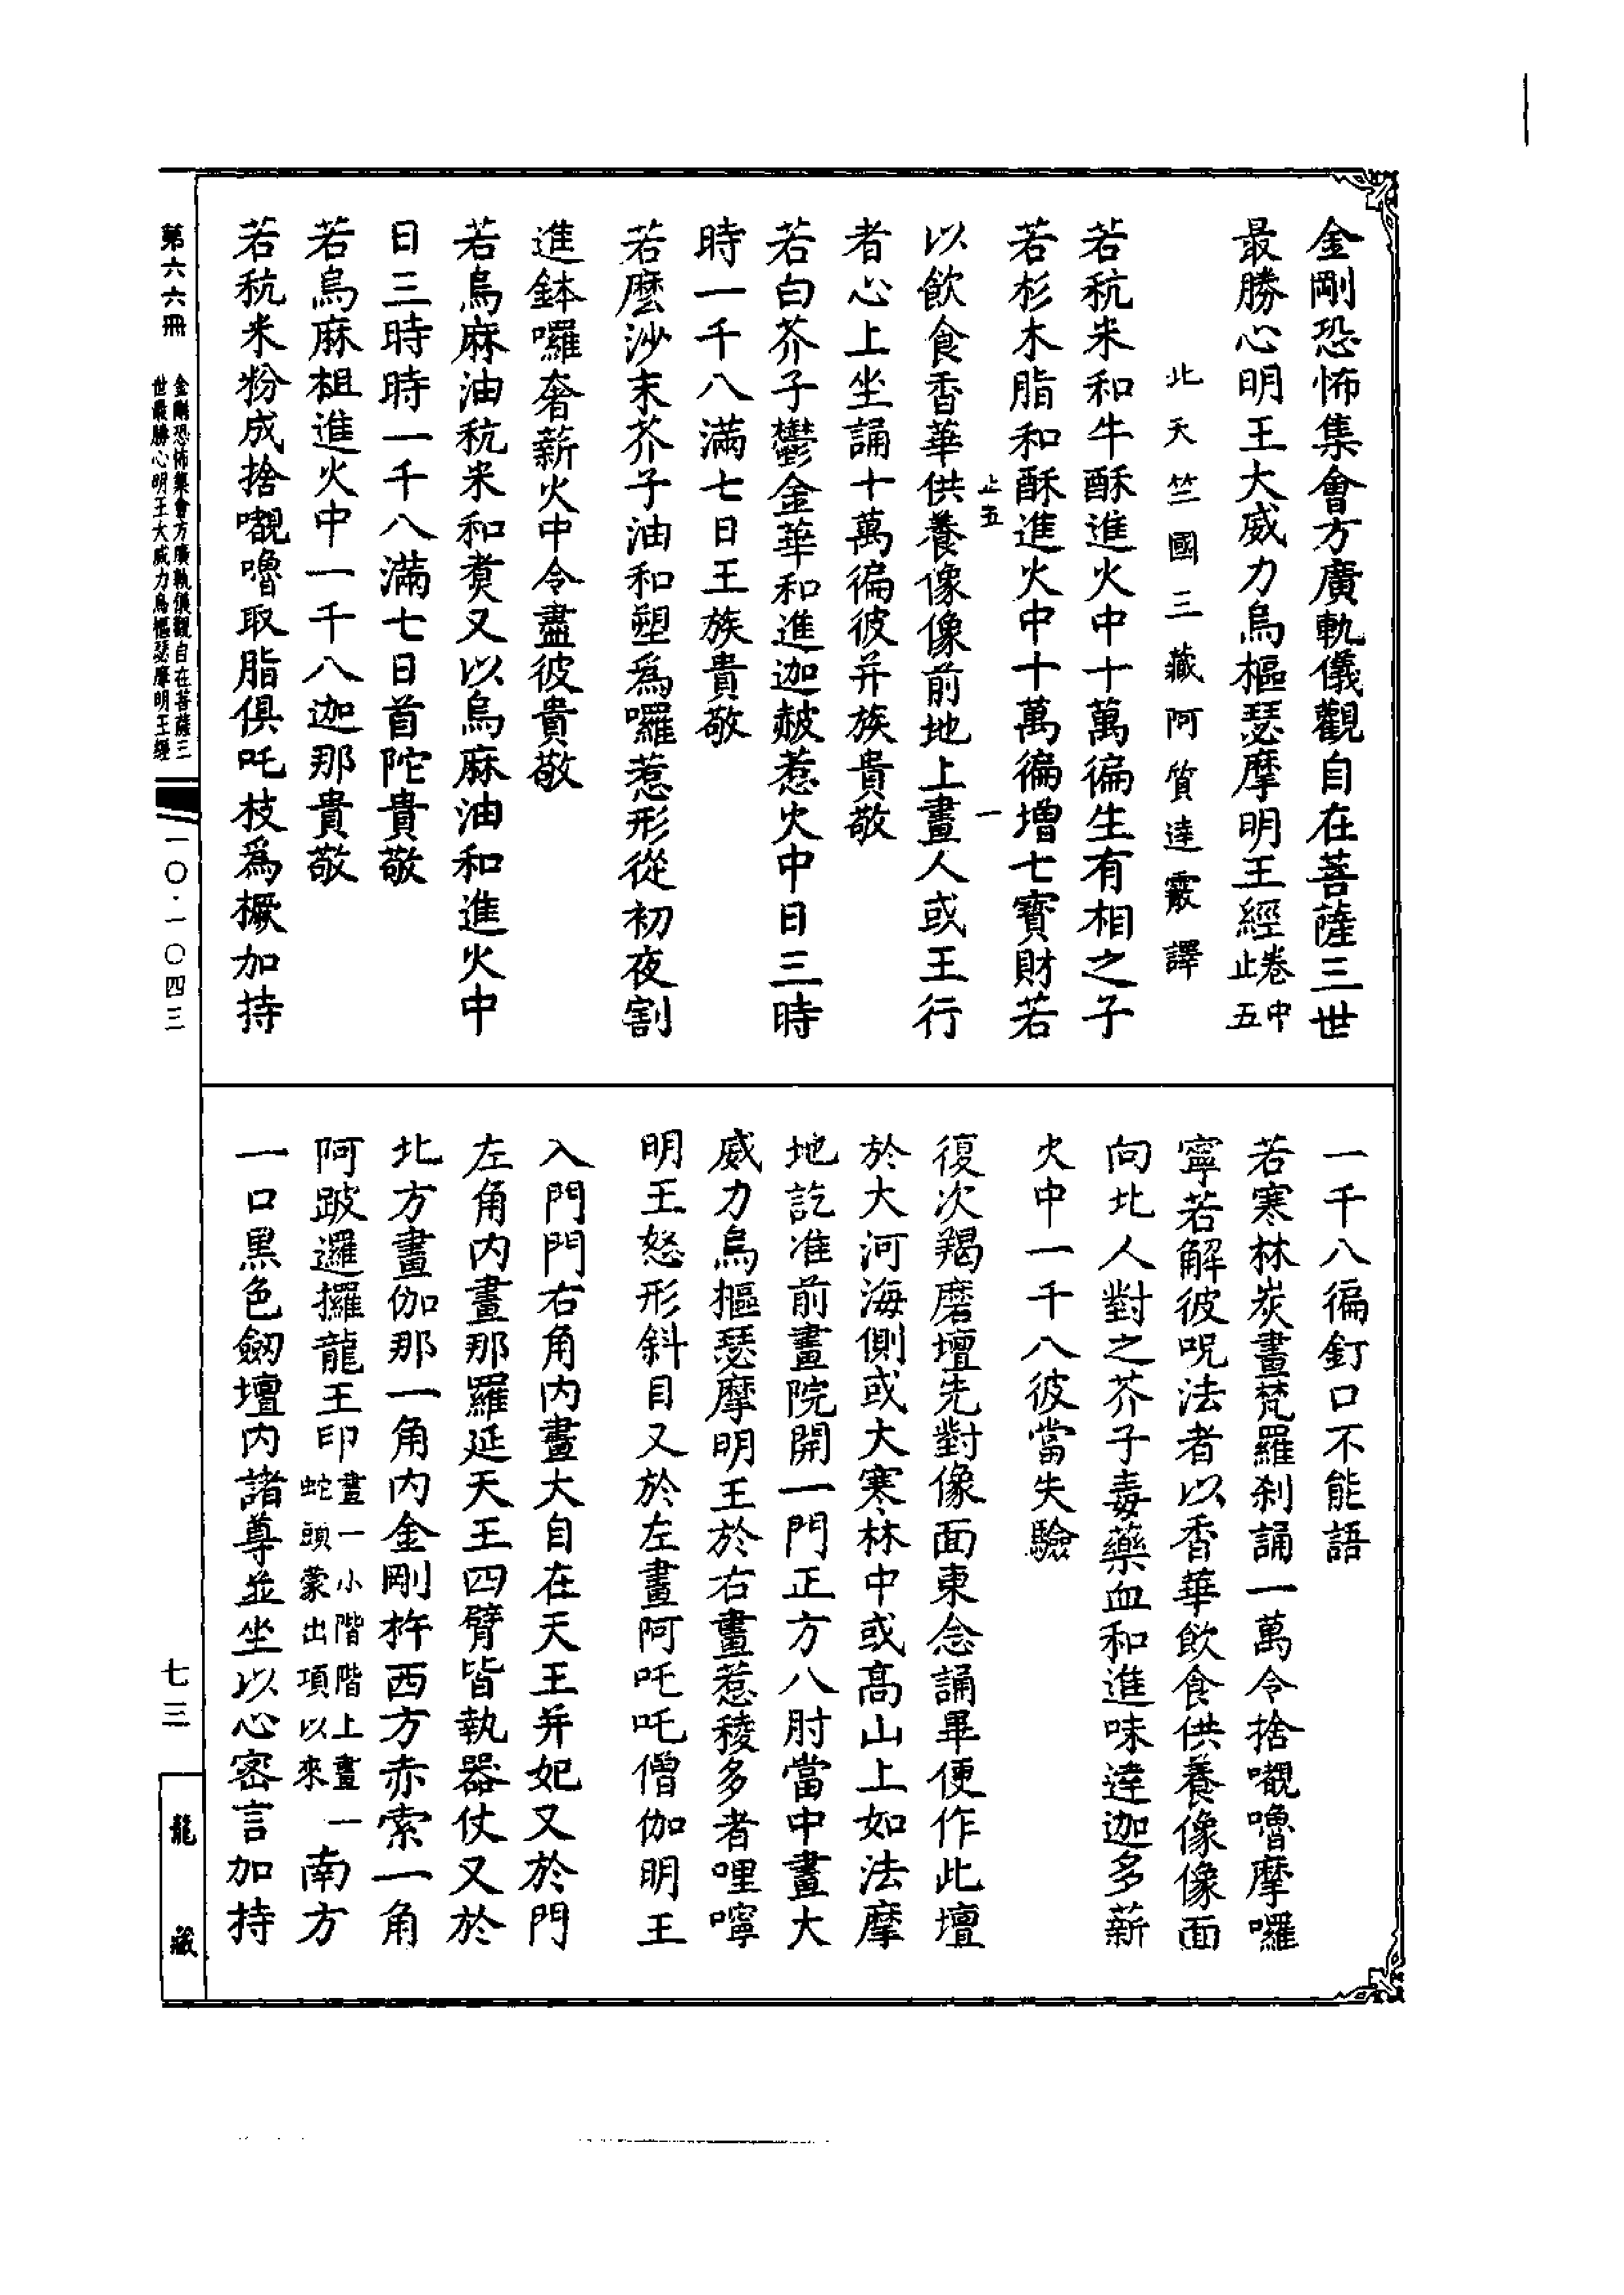 金剛恐怖集會方廣軌儀觀自在菩薩三世
最勝心明王大威力烏樞瑟摩明王經卷中
止五
北天竺國三藏阿質達霰譯
若秔米和牛酥進火中十萬徧生有相之子
若杉木脂和酥進火中十萬徧增七寶財若
止五 一
以飲食香華供養像像前地上畫人或王行
者心上坐誦十萬徧彼并族貴敬
若白芥子鬱金華和進迦㿺惹火中日三時
時一千八滿七日王族貴敬
若麼沙末芥子油和塑爲囉惹形從初夜割
進鉢囉奢薪火中令盡彼貴敬
若烏麻油秔米和煑又以烏麻油和進火中
日三時時一千八滿七日首陀貴敬
若烏麻柤進火中一千八迦那貴敬
若秔米粉成捨嚫嚕取脂俱吒枝爲橛加持
一千八徧釘口不能語
若寒林炭畫梵羅刹誦一萬令捨嚫嚕摩囉
寧若解彼呪法者以香華飲食供養像像面
向北人對之芥子毒藥血和進味達迦多薪
火中一千八彼當失驗
復次羯磨壇先對像面東念誦畢便作此壇
於大河海側或大寒林中或高山上如法摩
地訖准前畫院開一門正方八肘當中畫大
威力烏樞瑟摩明王於右畫惹稜多者哩嚀
明王怒形斜目又於左畫阿吒吒僧伽明王
入門門右角內畫大自在天王并妃又於門
左角內畫那羅延天王四臂皆執器仗又於
北方畫伽那一角內金剛杵西方赤索一角
阿跛邏攞龍王印畫一小階階上畫一蛇頭蒙出項以來南方
一口黑色劒壇內諸尊並坐以心密言加持
第六六冊
金剛恐怖集會方廣軌儀觀自在菩薩三
世最勝心明王大威力烏樞瑟摩明王經
一〇·一〇四三
七三
龍藏